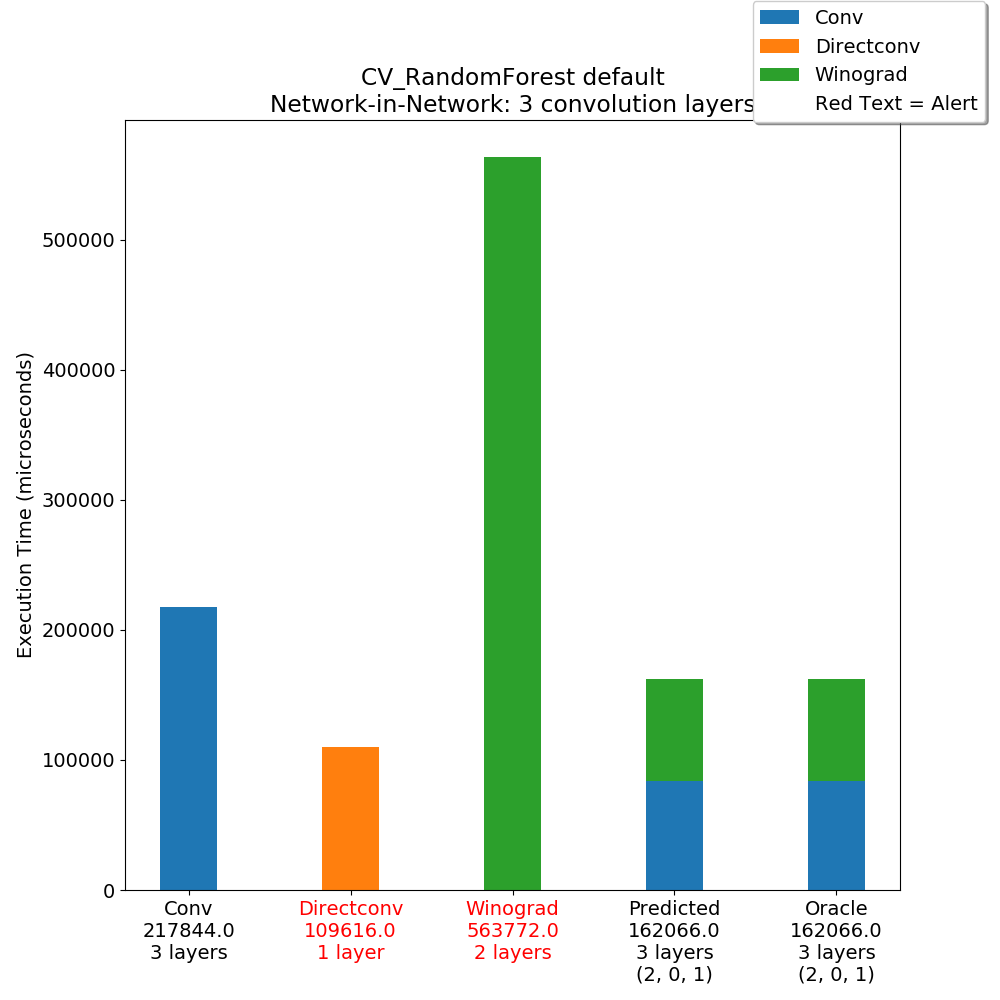 Conv
Directconv
Winograd
Red Text = Alert
CV_RandomForest default
Network-in-Network: 3 convolution layers
Execution Time (microseconds)
500000
400000
300000
200000
100000
0
Conv
217844.0
3 layers
Directconv
109616.0
1 layer
Winograd
563772.0
2 layers
Predicted
162066.0
3 layers
(2, 0, 1)
Oracle
162066.0
3 layers
(2, 0, 1)